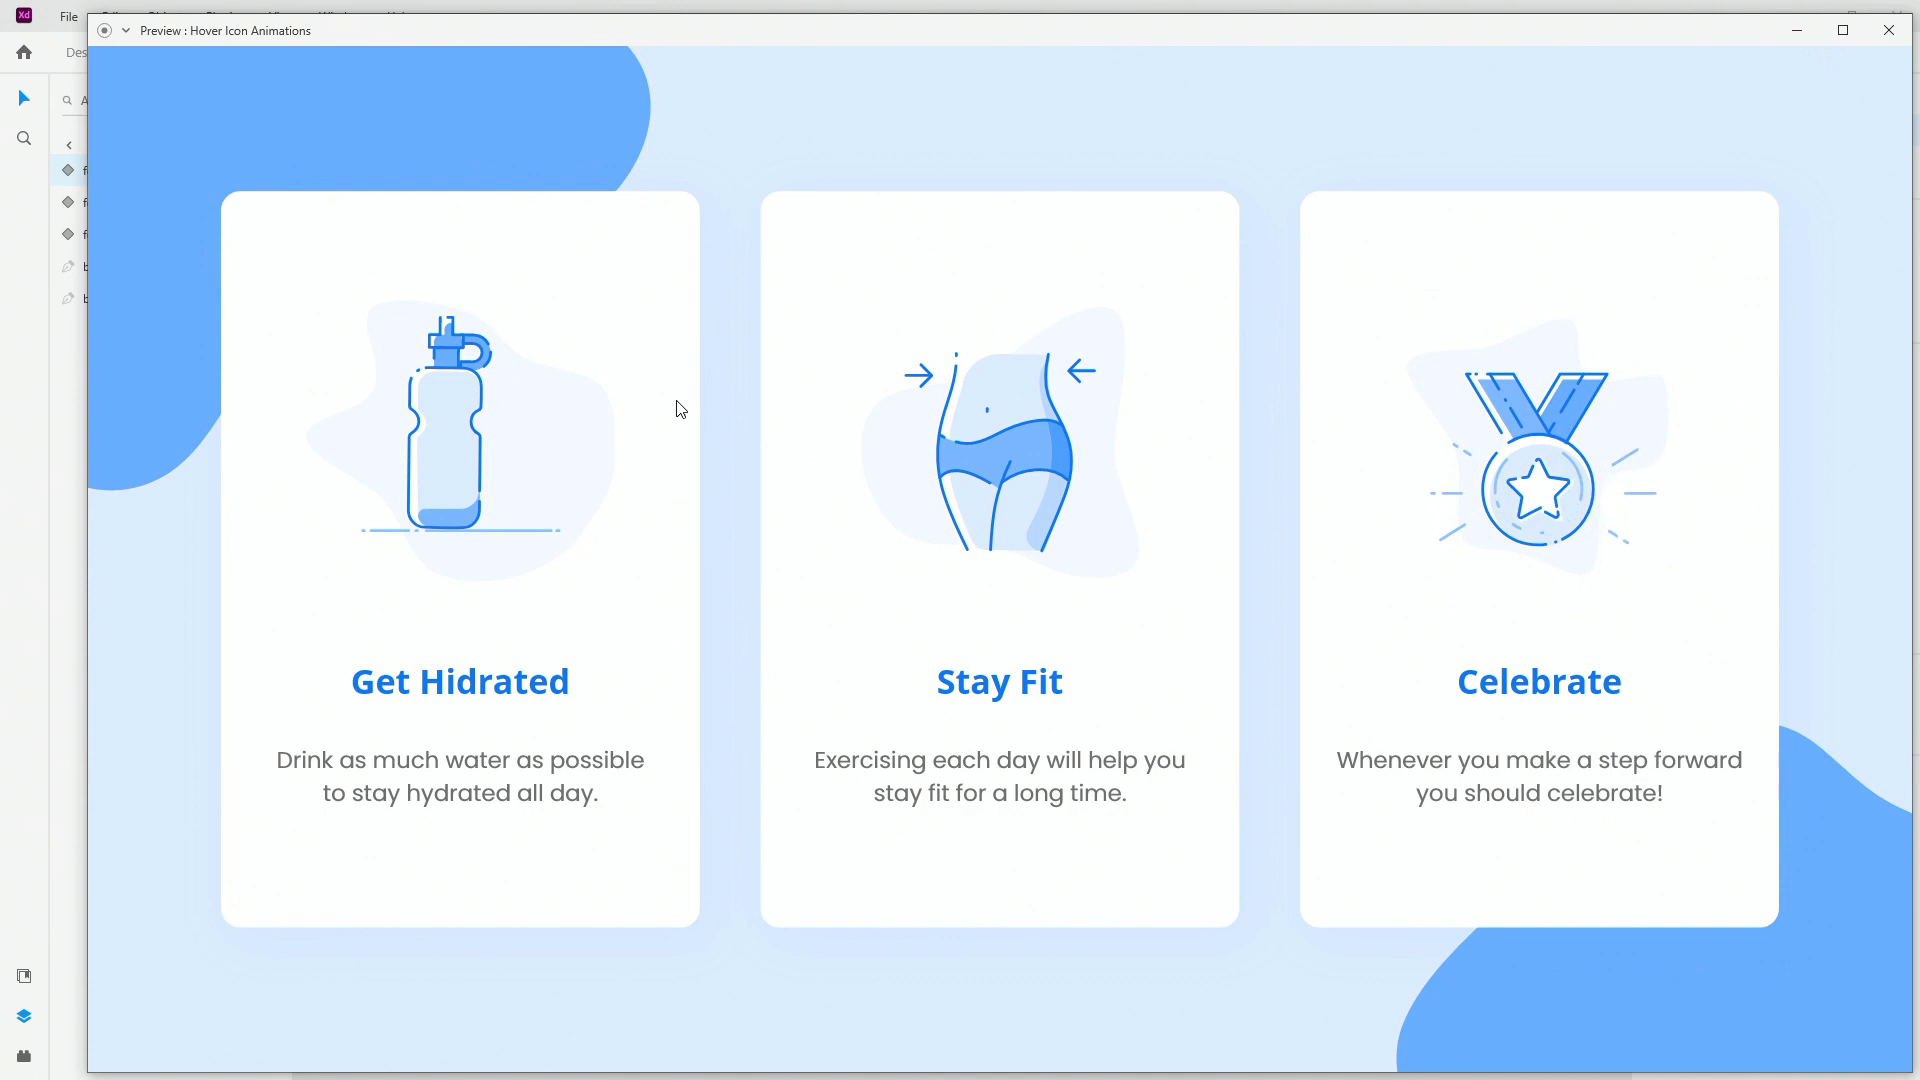 Xd
File
Preview : Hover Icon Animations
Get Hidrated
Drink as much water as possible
to stay hydrated all day.
Stay Fit
Exercising each day will help you
stay fit for a long time.
Celebrate
Whenever you make a step forward
you should celebrate!